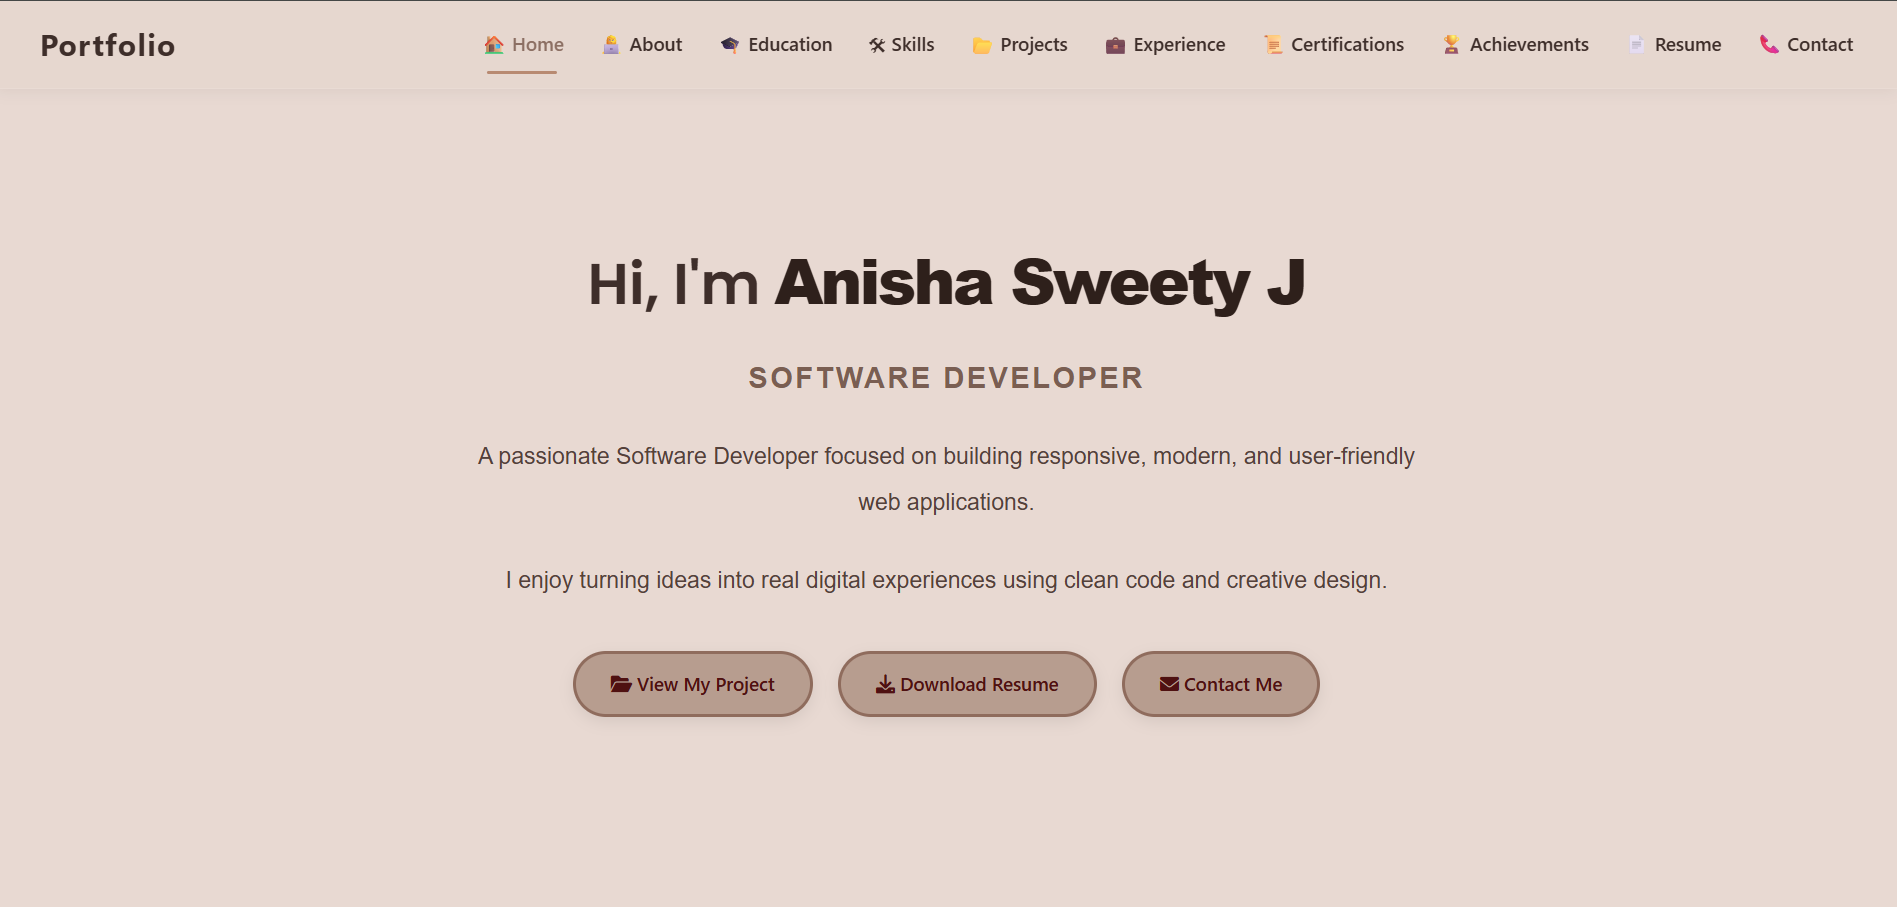 Portfolio
Home About Education Skills Projects Experience Certifications Achievements Resume Contact
Hi, I'm Anisha Sweety J
SOFTWARE DEVELOPER
A passionate Software Developer focused on building responsive, modern, and user-friendly
web applications.
I enjoy turning ideas into real digital experiences using clean code and creative design.
View My Project
Download Resume
Contact Me